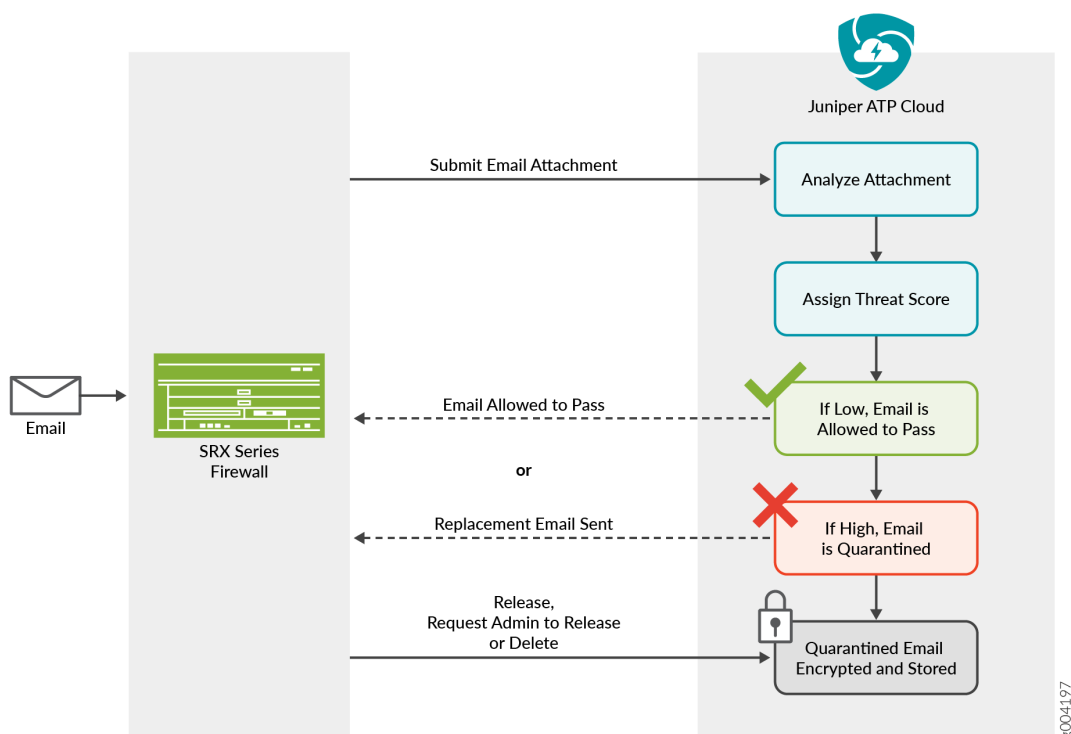 Juniper ATP Cloud
Submit Email Attachment
Analyze Attachment
Assign Threat Score
Email Allowed to Pass
If Low, Email is
Allowed to Pass
Email
SRX Series
Firewall
or
Replacement Email Sent
If High, Email
is Quarantined
Release,
Request Admin to Release
or Delete
Quarantined Email
Encrypted and Stored
g004197